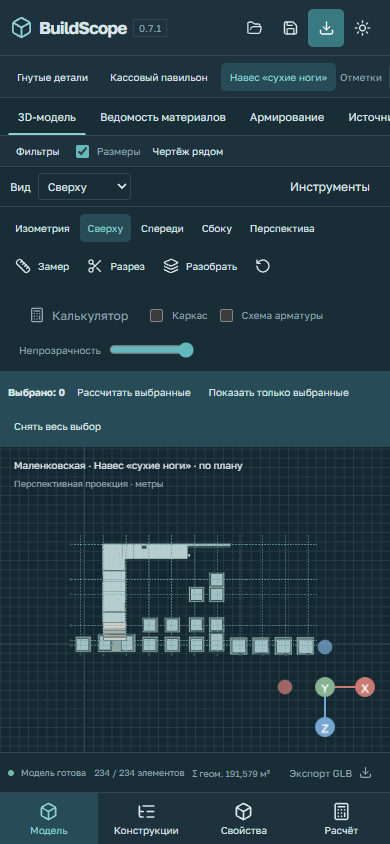 BuildScope 0.7.1
Гнутые детали Кассовый павильон Навес «сухие ноги» Отметки
3D-модель Ведомость материалов Армирование Источни
Фильтры Размеры Чертёж рядом
Вид Сверху Инструменты
Изометрия Сверху Спереди Сбоку Перспектива
Замер Разрез Разобрать
Калькулятор Каркас Схема арматуры
Непрозрачность
Выбрано: 0 Рассчитать выбранные Показать только выбранные
Снять весь выбор
Маленковская · Навес «сухие ноги» · по плану
Перспективная проекция · метры
Y X
Z
Модель готова 234 / 234 элементов Σ геом. 191,579 м³ Экспорт GLB
Модель Конструкции Свойства Расчёт